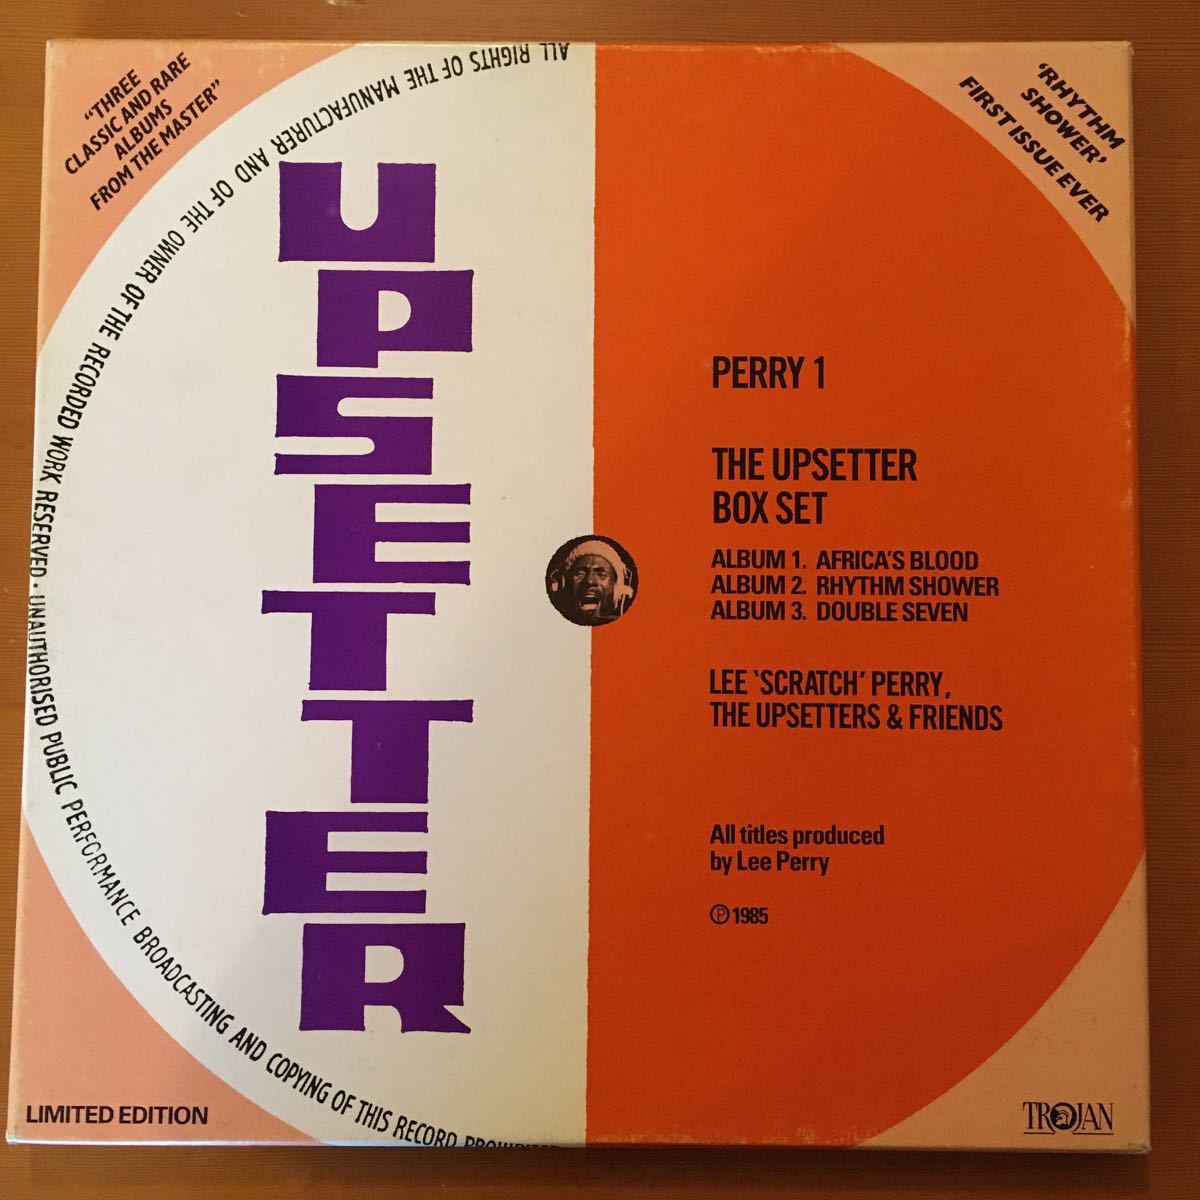 “THREE
CLASSIC AND RARE
ALBUMS
FROM THE MASTER”
‘RHYTHM
SHOWER’
FIRST ISSUE EVER
UNAUTHORISED PUBLIC PERFORMANCE BROADCASTING AND COPYING OF THIS RECORD PROHIBITED
ALL RIGHTS OF THE MANUFACTURER AND OF THE OWNER OF THE RECORDED WORK RESERVED ·
UPSETTER
PERRY 1
THE UPSETTER
BOX SET
ALBUM 1. AFRICA'S BLOOD
ALBUM 2. RHYTHM SHOWER
ALBUM 3. DOUBLE SEVEN
LEE ‘SCRATCH’ PERRY,
THE UPSETTERS & FRIENDS
All titles produced
by Lee Perry
℗ 1985
LIMITED EDITION
TROJAN